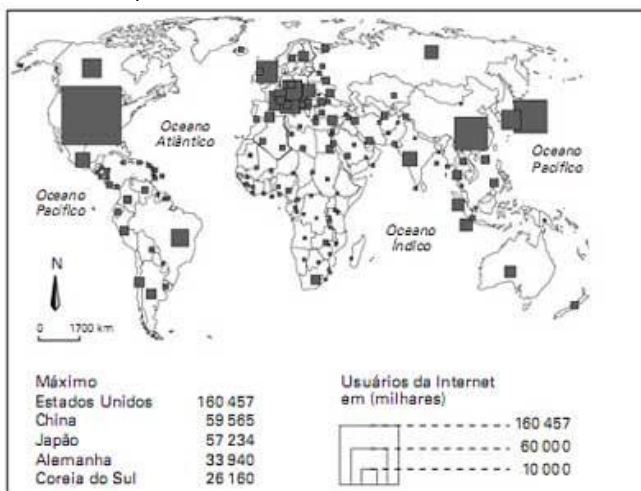 Oceano
Atlântico
Oceano
Pacífico
Oceano
Pacífico
Oceano
Índico
N
0 1700 km
Máximo
Estados Unidos 160 457
China 59 565
Japão 57 234
Alemanha 33 940
Coreia do Sul 26 160
Usuários da Internet
em (milhares)
160 457
60 000
10 000